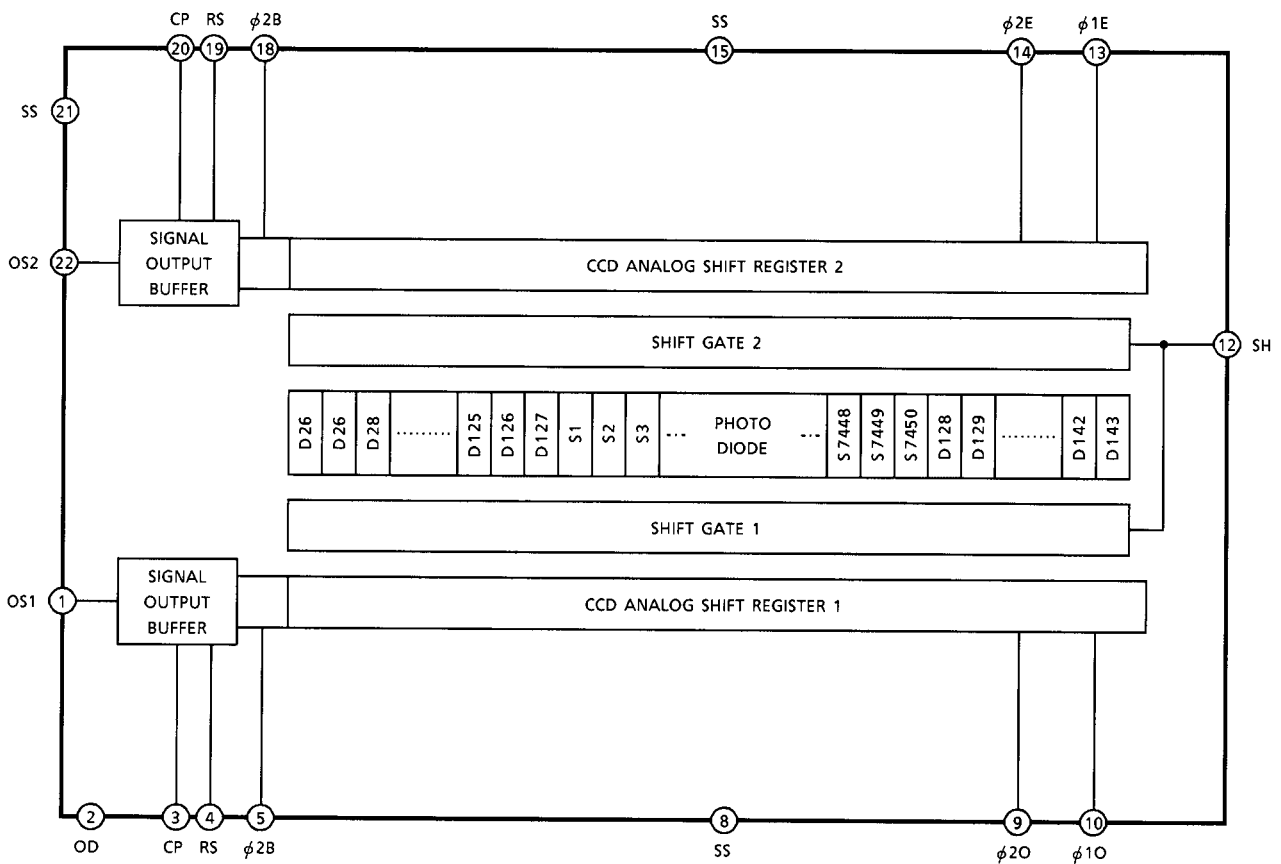 CP RS φ2B SS φ2E φ1E
20 19 18 15 14 13
SS 21
OS2 22
SIGNAL
OUTPUT
BUFFER
CCD ANALOG SHIFT REGISTER 2
SHIFT GATE 2
12 SH
D26 D26 D28 ········· D125 D126 D127 S1 S2 S3 --- PHOTO DIODE --- S7448 S7449 S7450 D128 D129 ········· D142 D143
SHIFT GATE 1
OS1 1
SIGNAL
OUTPUT
BUFFER
CCD ANALOG SHIFT REGISTER 1
2 3 4 5 8 9 10
OD CP RS φ2B SS φ2O φ1O